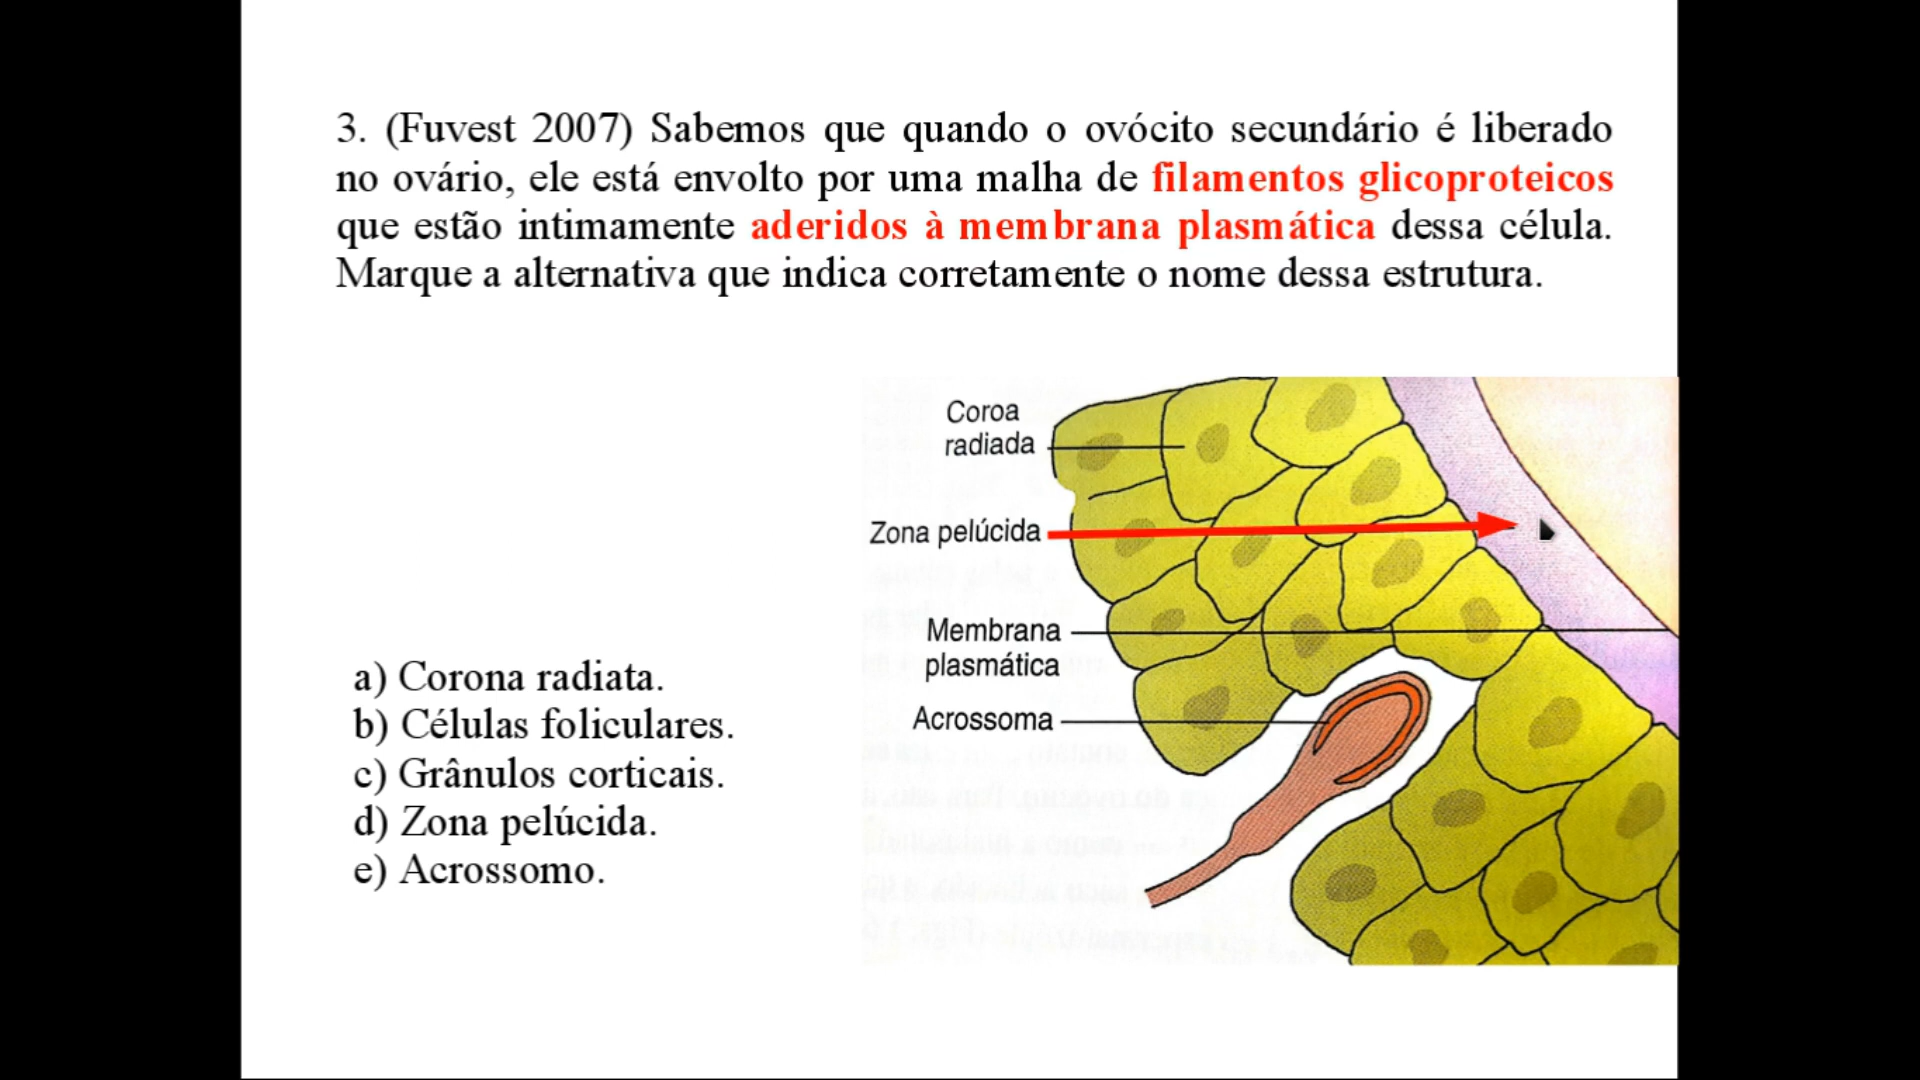 3. (Fuvest 2007) Sabemos que quando o ovócito secundário é liberado
no ovário, ele está envolto por uma malha de filamentos glicoproteicos
que estão intimamente aderidos à membrana plasmática dessa célula.
Marque a alternativa que indica corretamente o nome dessa estrutura.
Coroa
radiada
Zona pelúcida
Membrana
plasmática
Acrossoma
a) Corona radiata.
b) Células foliculares.
c) Grânulos corticais.
d) Zona pelúcida.
e) Acrossomo.